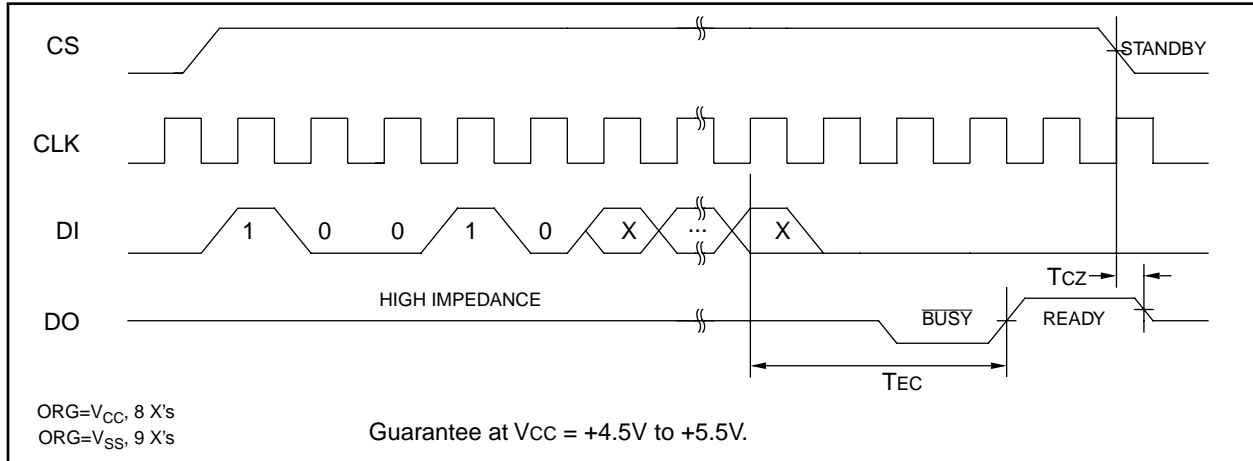 CS
STANDBY
CLK
DI
1 0 0 1 0 X ... X
TCZ
HIGH IMPEDANCE
DO
BUSY
READY
TEC
ORG=VCC, 8 X's
ORG=VSS, 9 X's
Guarantee at VCC = +4.5V to +5.5V.